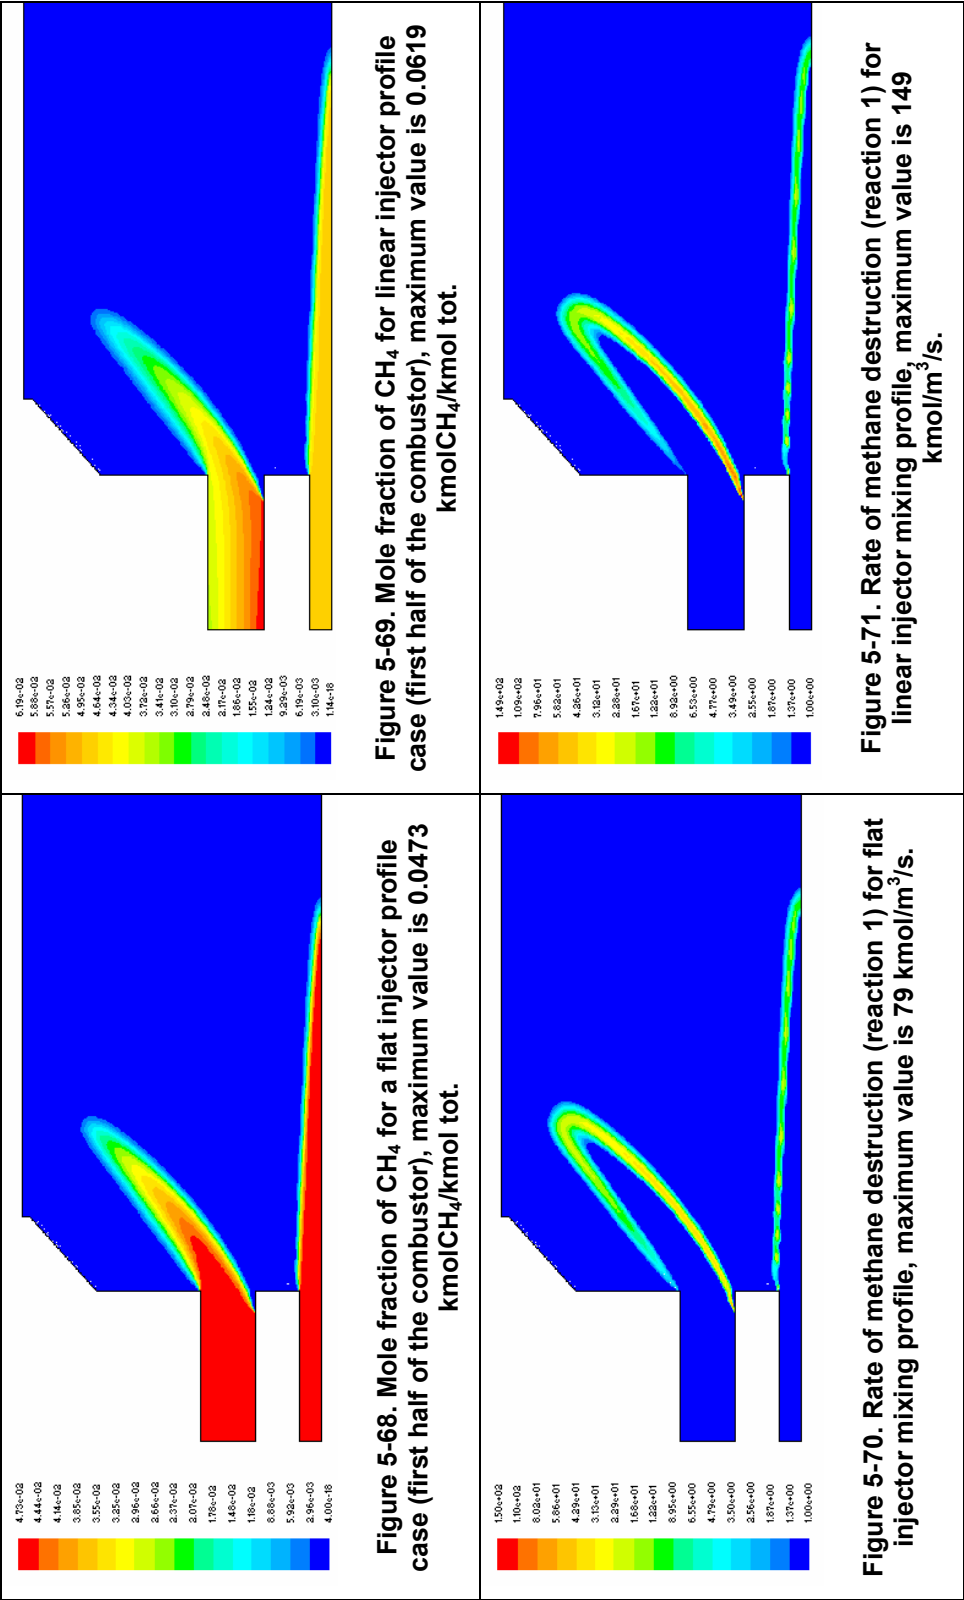 4.73e-02
4.44e-02
4.14e-02
3.85e-02
3.55e-02
3.25e-02
2.96e-02
2.66e-02
2.37e-02
2.07e-02
1.78e-02
1.48e-02
1.18e-02
8.88e-03
5.92e-03
2.96e-03
4.00e-18
Figure 5-68. Mole fraction of CH₄ for a flat injector profile
case (first half of the combustor), maximum value is 0.0473
kmolCH₄/kmol tot.
6.19e-02
5.88e-02
5.57e-02
5.26e-02
4.95e-02
4.64e-02
4.34e-02
4.03e-02
3.72e-02
3.41e-02
3.10e-02
2.79e-02
2.48e-02
2.17e-02
1.86e-02
1.55e-02
1.24e-02
9.29e-03
6.19e-03
3.10e-03
1.14e-18
Figure 5-69. Mole fraction of CH₄ for linear injector profile
case (first half of the combustor), maximum value is 0.0619
kmolCH₄/kmol tot.
1.50e+02
1.10e+02
8.02e+01
5.86e+01
4.29e+01
3.13e+01
2.29e+01
1.68e+01
1.22e+01
8.95e+00
6.55e+00
4.79e+00
3.50e+00
2.56e+00
1.87e+00
1.37e+00
1.00e+00
Figure 5-70. Rate of methane destruction (reaction 1) for flat
injector mixing profile, maximum value is 79 kmol/m³/s.
1.49e+02
1.09e+02
7.96e+01
5.82e+01
4.26e+01
3.12e+01
2.28e+01
1.67e+01
1.22e+01
8.92e+00
6.53e+00
4.77e+00
3.49e+00
2.55e+00
1.87e+00
1.37e+00
1.00e+00
Figure 5-71. Rate of methane destruction (reaction 1) for
linear injector mixing profile, maximum value is 149
kmol/m³/s.